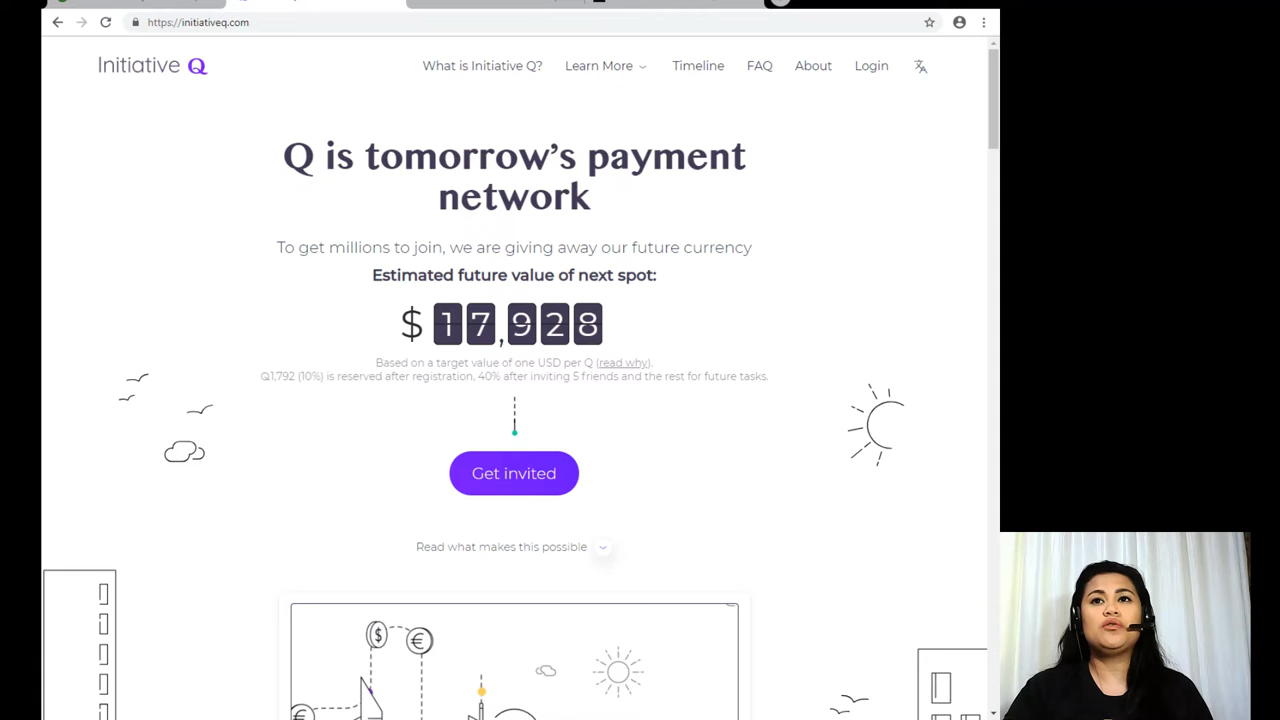 https://initiativeq.com
Initiative Q
What is Initiative Q? Learn More Timeline FAQ About Login
Q is tomorrow's payment
network
To get millions to join, we are giving away our future currency
Estimated future value of next spot:
$ 17,928
Based on a target value of one USD per Q (read why).
Q1,792 (10%) is reserved after registration, 40% after inviting 5 friends and the rest for future tasks.
Get invited
Read what makes this possible
$ €
€